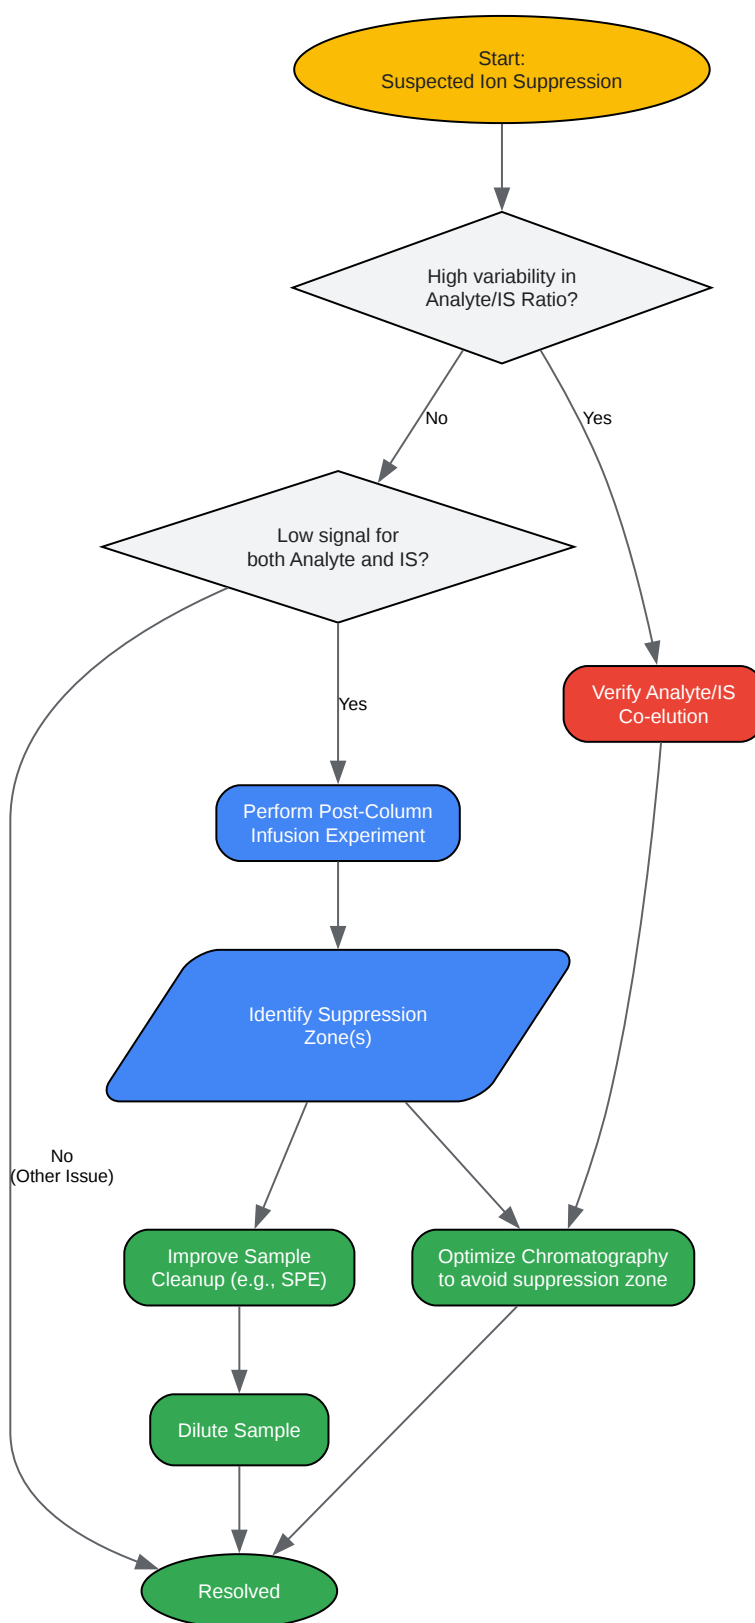 Start:
Suspected Ion Suppression
High variability in
Analyte/IS Ratio?
No
Yes
Low signal for
both Analyte and IS?
Yes
Verify Analyte/IS
Co-elution
Perform Post-Column
Infusion Experiment
Identify Suppression
Zone(s)
No
(Other Issue)
Improve Sample
Cleanup (e.g., SPE)
Optimize Chromatography
to avoid suppression zone
Dilute Sample
Resolved